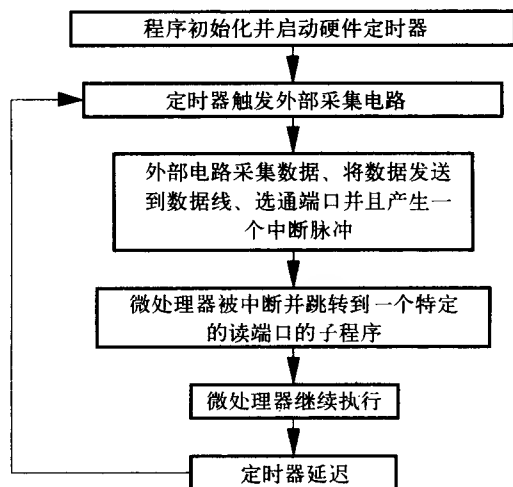 程序初始化并启动硬件定时器
定时器触发外部采集电路
外部电路采集数据、将数据发送
到数据线、选通端口并且产生一
个中断脉冲
微处理器被中断并跳转到一个特定
的读端口的子程序
微处理器继续执行
定时器延迟